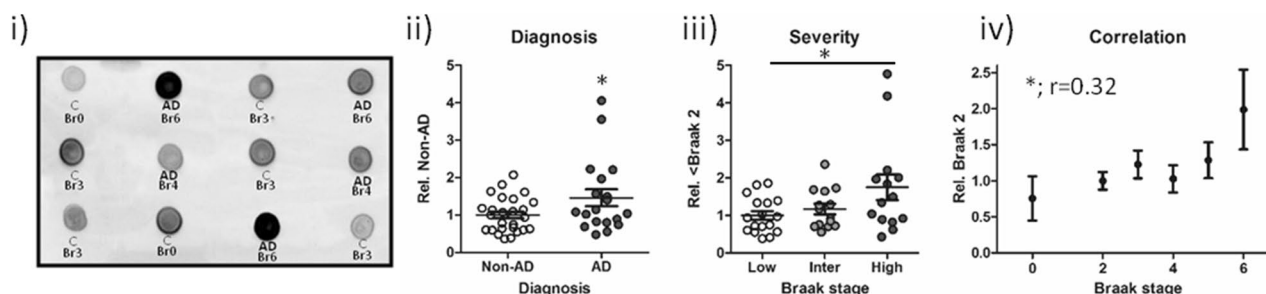 i)
C
Br0
AD
Br6
C
Br3
AD
Br6
C
Br3
AD
Br4
C
Br3
AD
Br4
C
Br3
C
Br0
AD
Br6
C
Br3
ii)
Diagnosis
Rel. Non-AD
5
4
3
2
1
0
*
Non-AD
AD
Diagnosis
iii)
Severity
Rel. <Braak 2
5
4
3
2
1
0
*
Low
Inter
High
Braak stage
iv)
Correlation
Rel. Braak 2
2.5
2.0
1.5
1.0
0.5
0.0
*; r=0.32
0
2
4
6
Braak stage